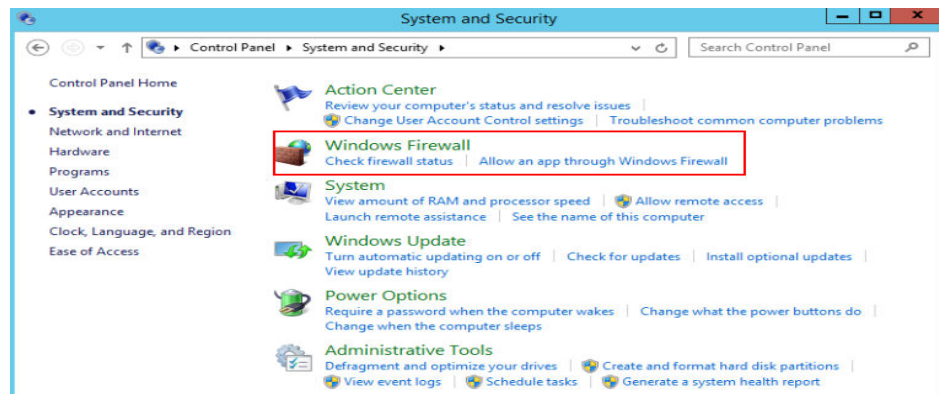 System and Security
Control Panel ▸ System and Security ▸
Search Control Panel
Control Panel Home
System and Security
Network and Internet
Hardware
Programs
User Accounts
Appearance
Clock, Language, and Region
Ease of Access
Action Center
Review your computer's status and resolve issues
Change User Account Control settings | Troubleshoot common computer problems
Windows Firewall
Check firewall status | Allow an app through Windows Firewall
System
View amount of RAM and processor speed | Allow remote access
Launch remote assistance | See the name of this computer
Windows Update
Turn automatic updating on or off | Check for updates | Install optional updates
View update history
Power Options
Require a password when the computer wakes | Change what the power buttons do
Change when the computer sleeps
Administrative Tools
Defragment and optimize your drives | Create and format hard disk partitions
View event logs | Schedule tasks | Generate a system health report